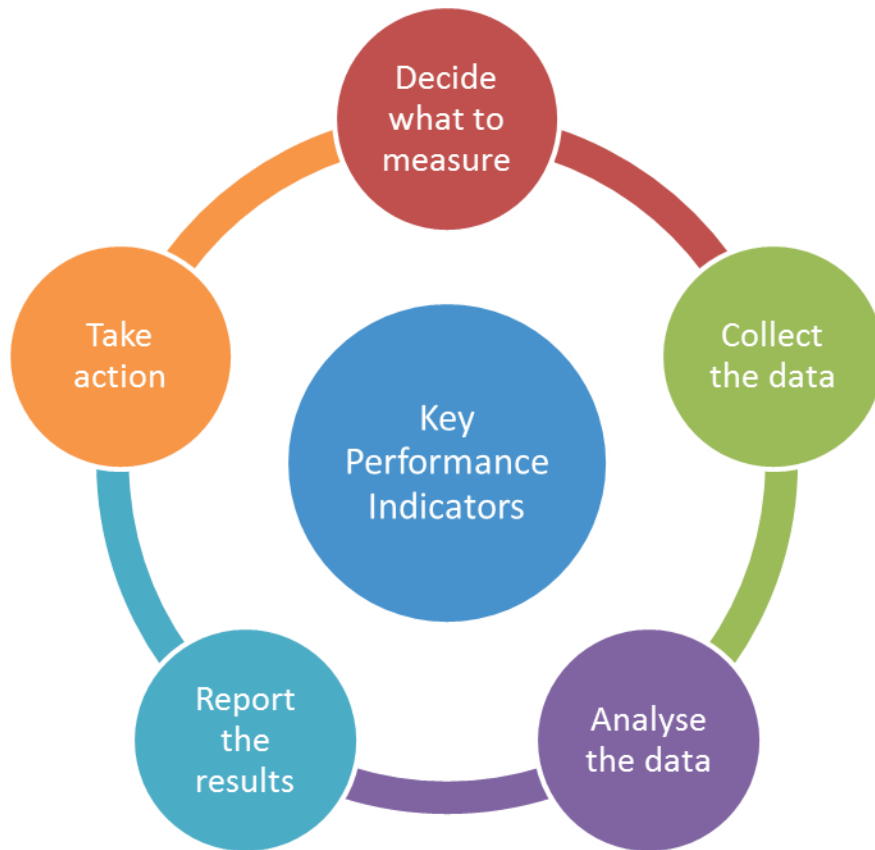 Decide
what to
measure
Collect
the data
Analyse
the data
Report
the
results
Take
action
Key
Performance
Indicators